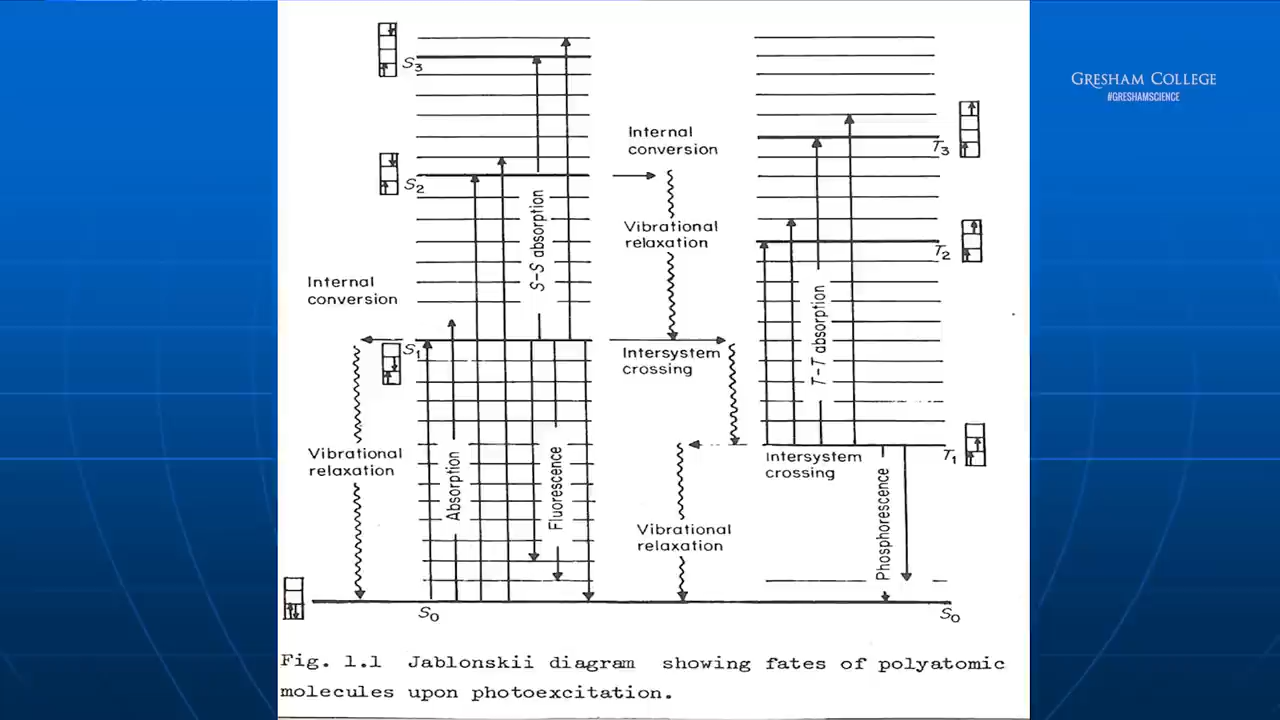 GRESHAM COLLEGE
#GRESHAMSCIENCE
S3
Internal
conversion
T3
S2
S-S absorption
Vibrational
relaxation
T2
Internal
conversion
T-T absorption
S1
Intersystem
crossing
Vibrational
relaxation
Absorption
Fluorescence
Intersystem
crossing
T1
Phosphorescence
Vibrational
relaxation
S0
S0
Fig. 1.1 Jablonskii diagram showing fates of polyatomic
molecules upon photoexcitation.